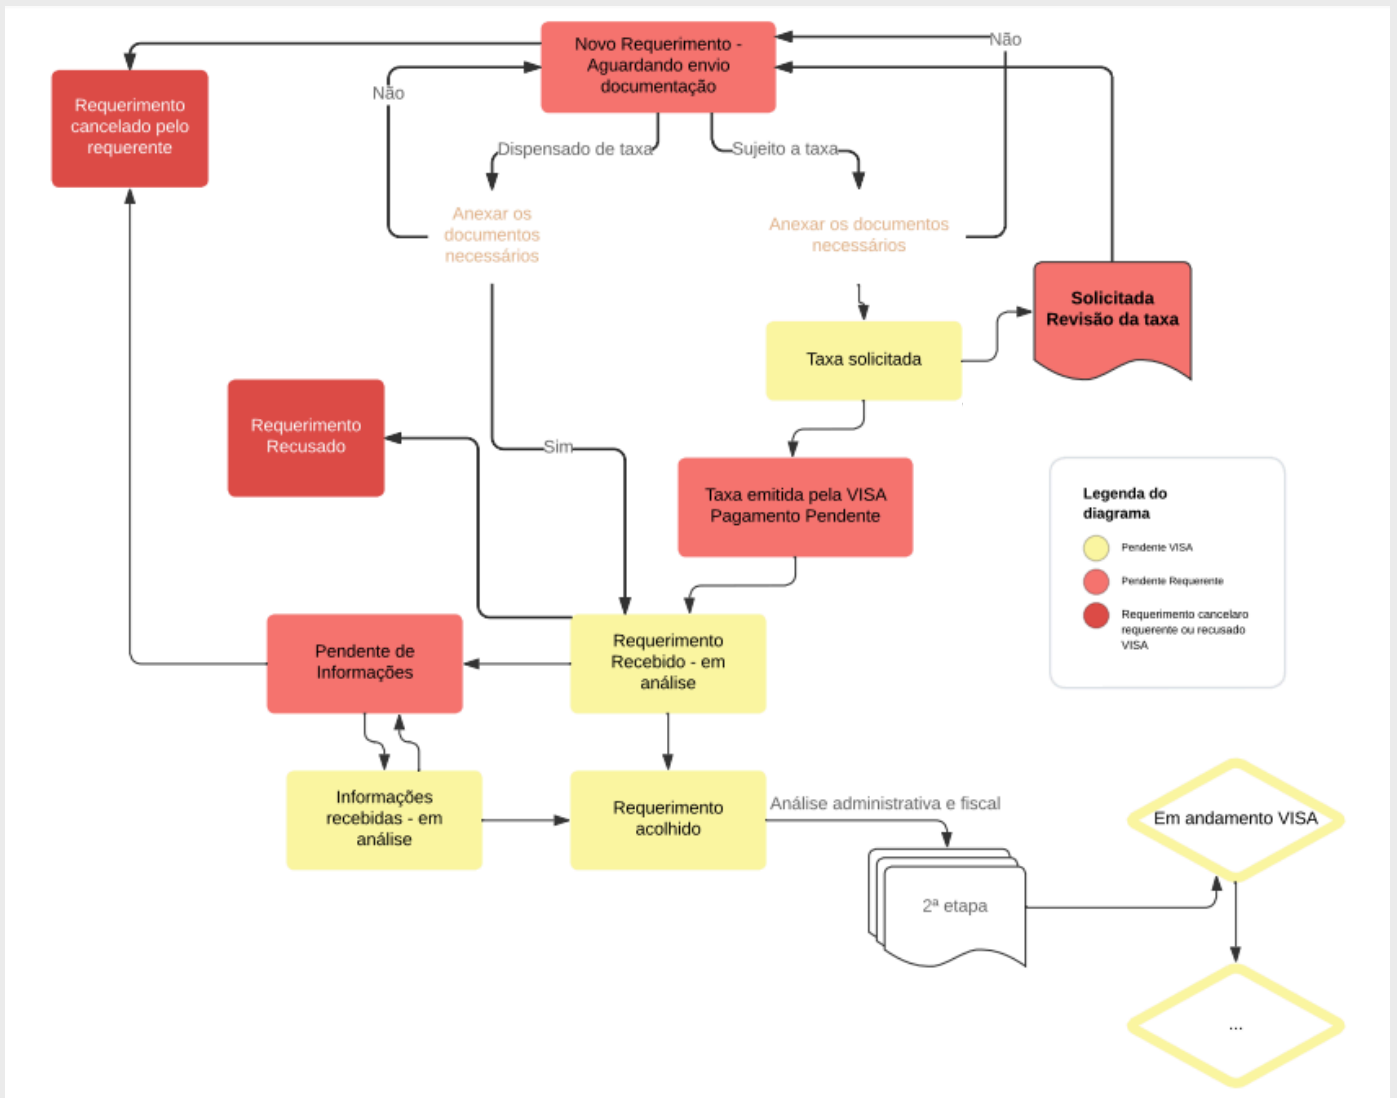 Novo Requerimento -
Aguardando envio
documentação
Não
Requerimento
cancelado pelo
requerente
Não
Dispensado de taxa
Sujeito a taxa
Anexar os
documentos
necessários
Anexar os documentos
necessários
Solicitada
Revisão da taxa
Taxa solicitada
Requerimento
Recusado
Sim
Taxa emitida pela VISA
Pagamento Pendente
Legenda do
diagrama
Pendente VISA
Pendente Requerente
Requerimento cancelaro
requerente ou recusado
VISA
Pendente de
Informações
Requerimento
Recebido - em
análise
Informações
recebidas - em
análise
Requerimento
acolhido
Análise administrativa e fiscal
Em andamento VISA
2ª etapa
...